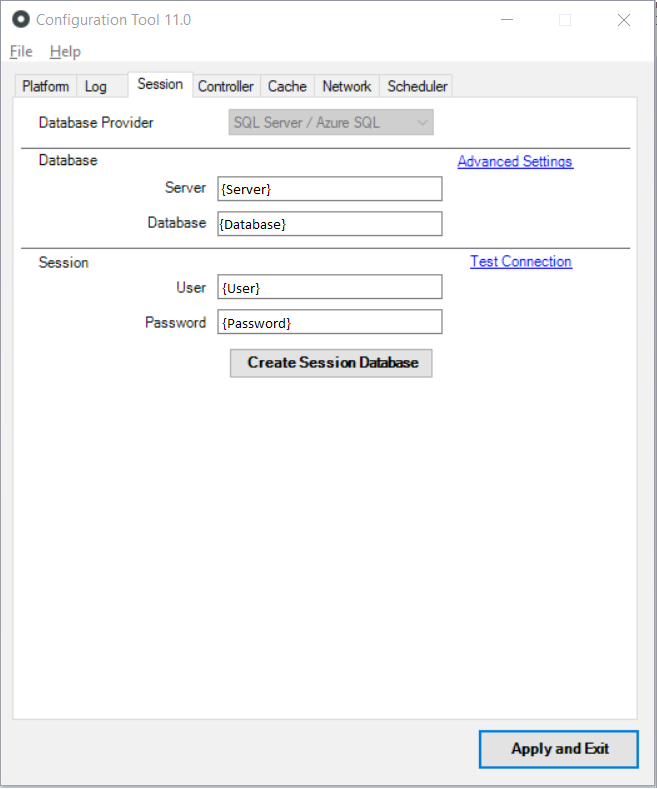 Configuration Tool 11.0
File Help
Platform Log Session Controller Cache Network Scheduler
Database Provider SQL Server / Azure SQL
Database Advanced Settings
Server {Server}
Database {Database}
Session Test Connection
User {User}
Password {Password}
Create Session Database
Apply and Exit